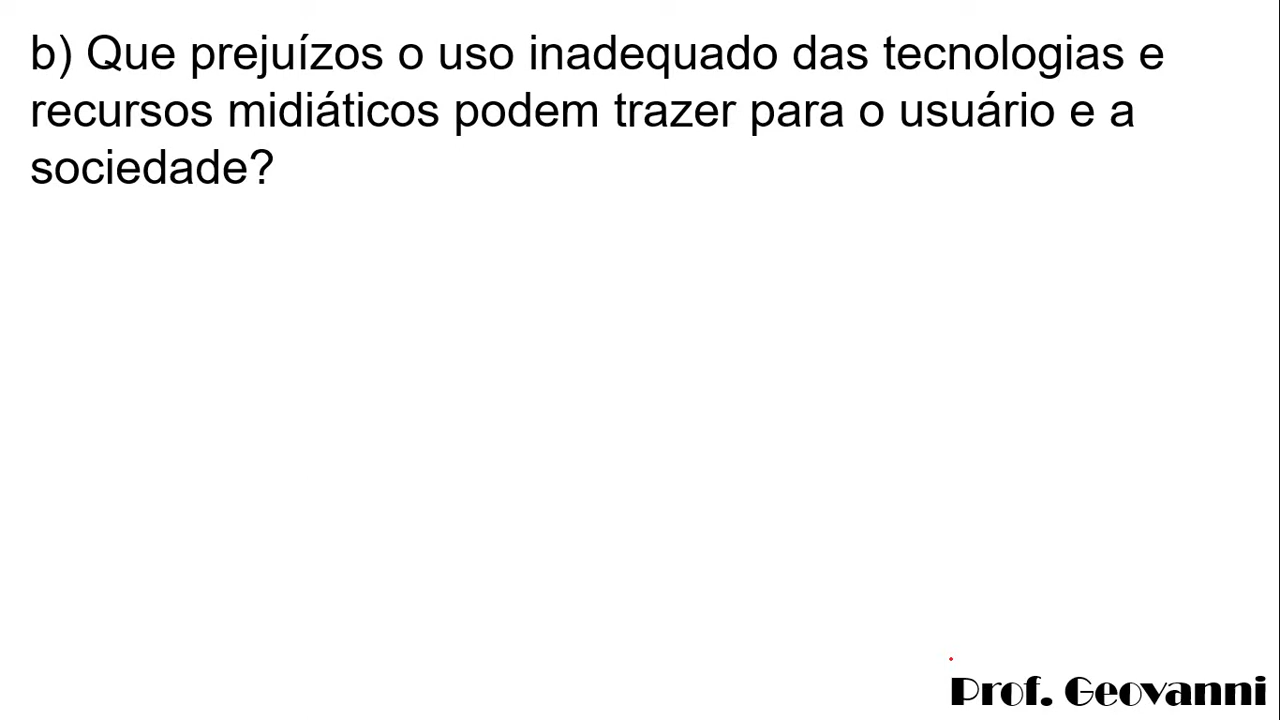 b) Que prejuízos o uso inadequado das tecnologias e
recursos midiáticos podem trazer para o usuário e a
sociedade?
Prof. Geovanni